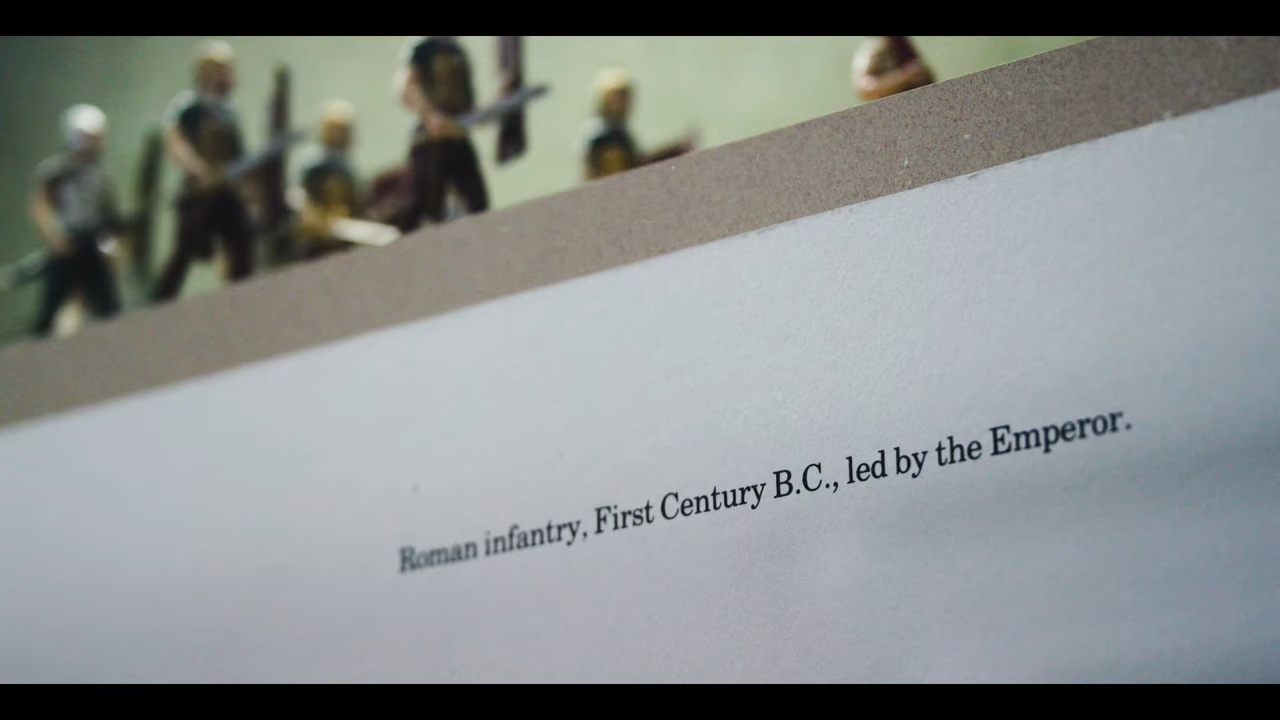 Roman infantry, First Century B.C., led by the Emperor.